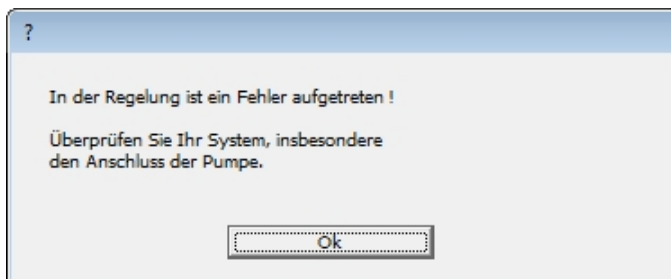 ?
In der Regelung ist ein Fehler aufgetreten !
Überprüfen Sie Ihr System, insbesondere
den Anschluss der Pumpe.
Ok